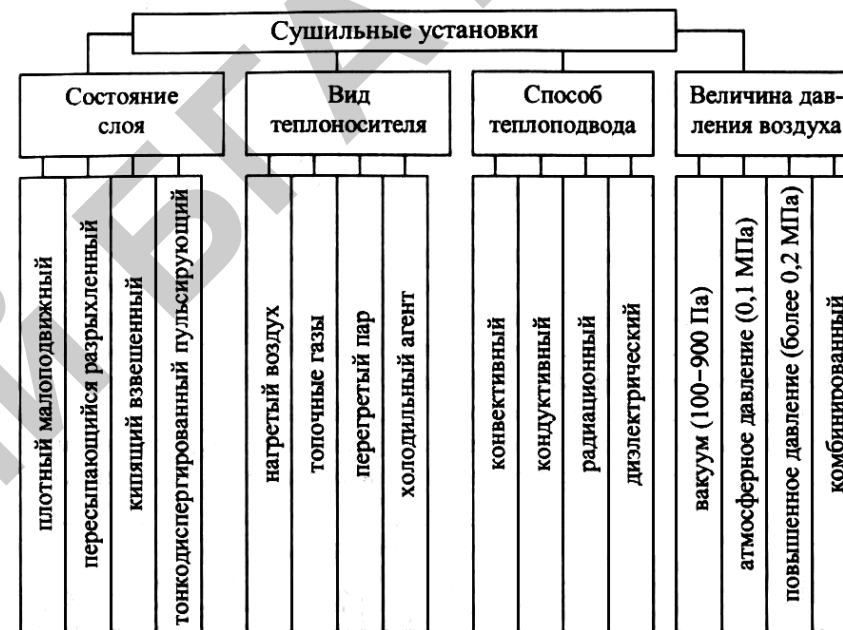 Сушильные установки
Состояние
слоя
Вид
теплоносителя
Способ
теплоподвода
Величина дав-
ления воздуха
плотный малоподвижный
пересыпающийся разрыхленный
кипящий взвешенный
тонкодиспергированный пульсирующий
нагретый воздух
топочные газы
перегретый пар
холодильный агент
конвективный
кондуктивный
радиационный
диэлектрический
вакуум (100–900 Па)
атмосферное давление (0,1 МПа)
повышенное давление (более 0,2 МПа)
комбинированный